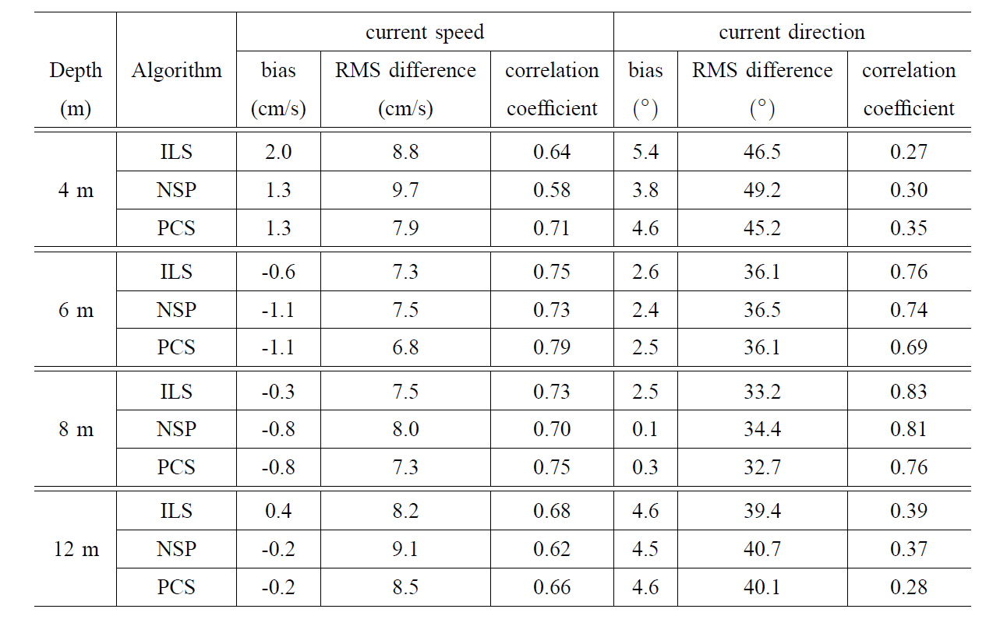 current speed current direction
Depth Algorithm bias RMS difference correlation bias RMS difference correlation
(m) (cm/s) (cm/s) coefficient (°) (°) coefficient
ILS 2.0 8.8 0.64 5.4 46.5 0.27
4 m NSP 1.3 9.7 0.58 3.8 49.2 0.30
PCS 1.3 7.9 0.71 4.6 45.2 0.35
ILS -0.6 7.3 0.75 2.6 36.1 0.76
6 m NSP -1.1 7.5 0.73 2.4 36.5 0.74
PCS -1.1 6.8 0.79 2.5 36.1 0.69
ILS -0.3 7.5 0.73 2.5 33.2 0.83
8 m NSP -0.8 8.0 0.70 0.1 34.4 0.81
PCS -0.8 7.3 0.75 0.3 32.7 0.76
ILS 0.4 8.2 0.68 4.6 39.4 0.39
12 m NSP -0.2 9.1 0.62 4.5 40.7 0.37
PCS -0.2 8.5 0.66 4.6 40.1 0.28